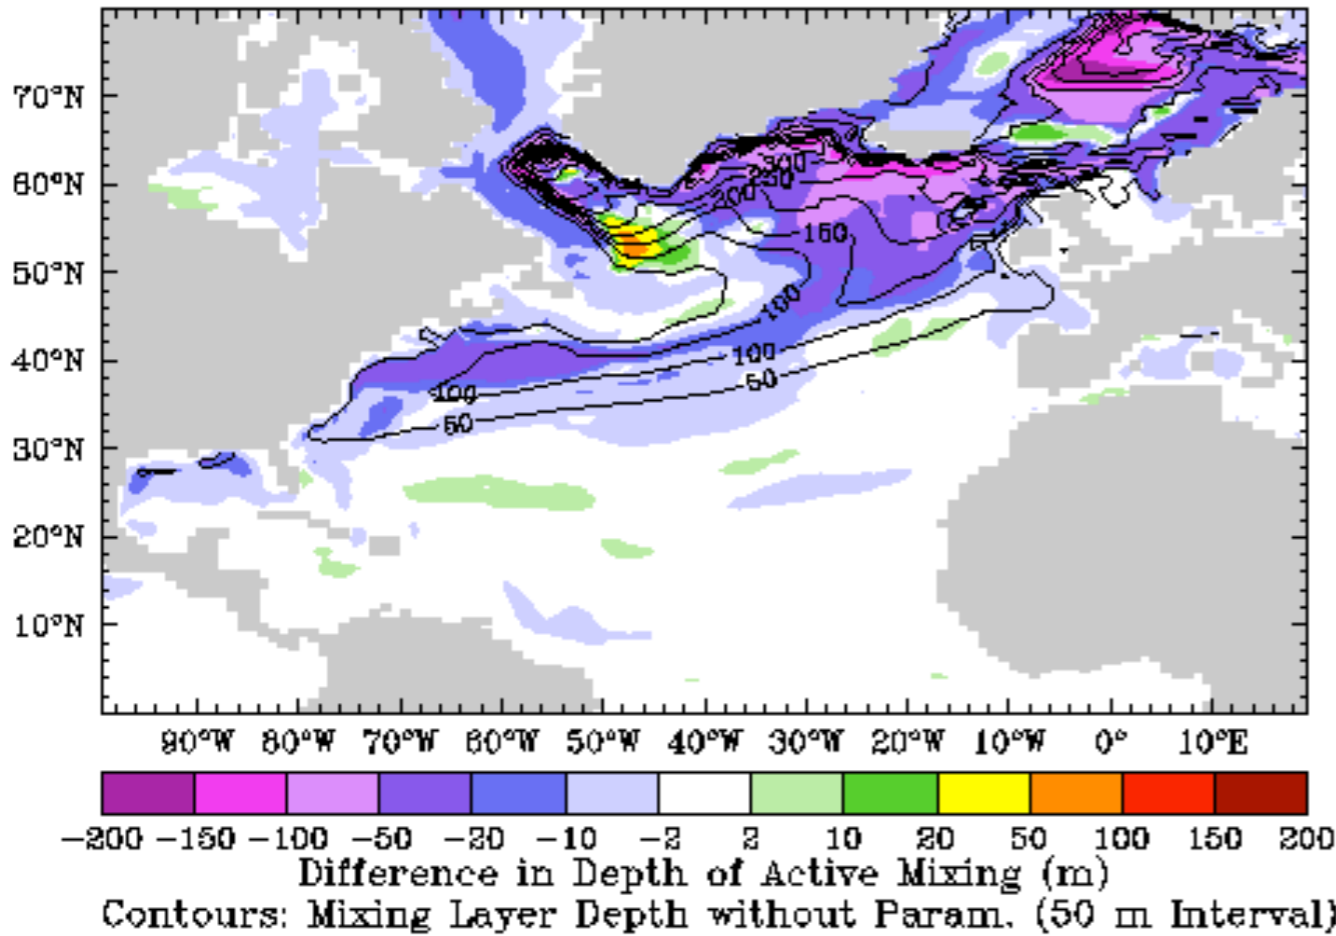 70°N
60°N
50°N
40°N
30°N
20°N
10°N
300
150
100
100
100
50
50
90°W 80°W 70°W 60°W 50°W 40°W 30°W 20°W 10°W 0° 10°E
−200 −150 −100 −50 −20 −10 −2 2 10 20 50 100 150 200
Difference in Depth of Active Mixing (m)
Contours: Mixing Layer Depth without Param. (50 m Interval)